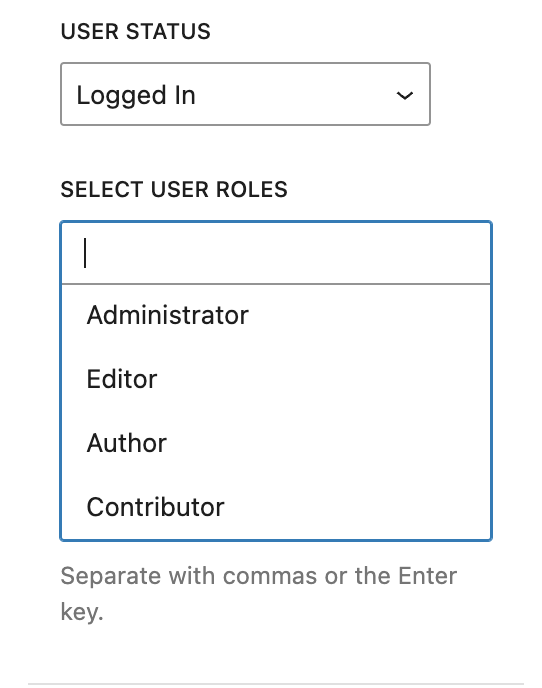 USER STATUS
Logged In
SELECT USER ROLES
Administrator
Editor
Author
Contributor
Separate with commas or the Enter
key.